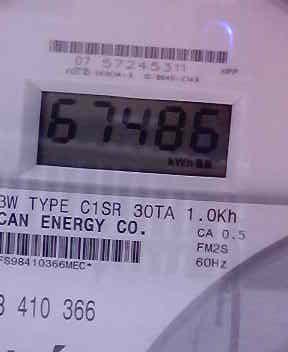 07 57245311
67486
3W TYPE C1SR 30TA 1.0Kh
CAN ENERGY CO.
CA 0.5
FM2S
FS98410366MEC*
60Hz
3 410 366